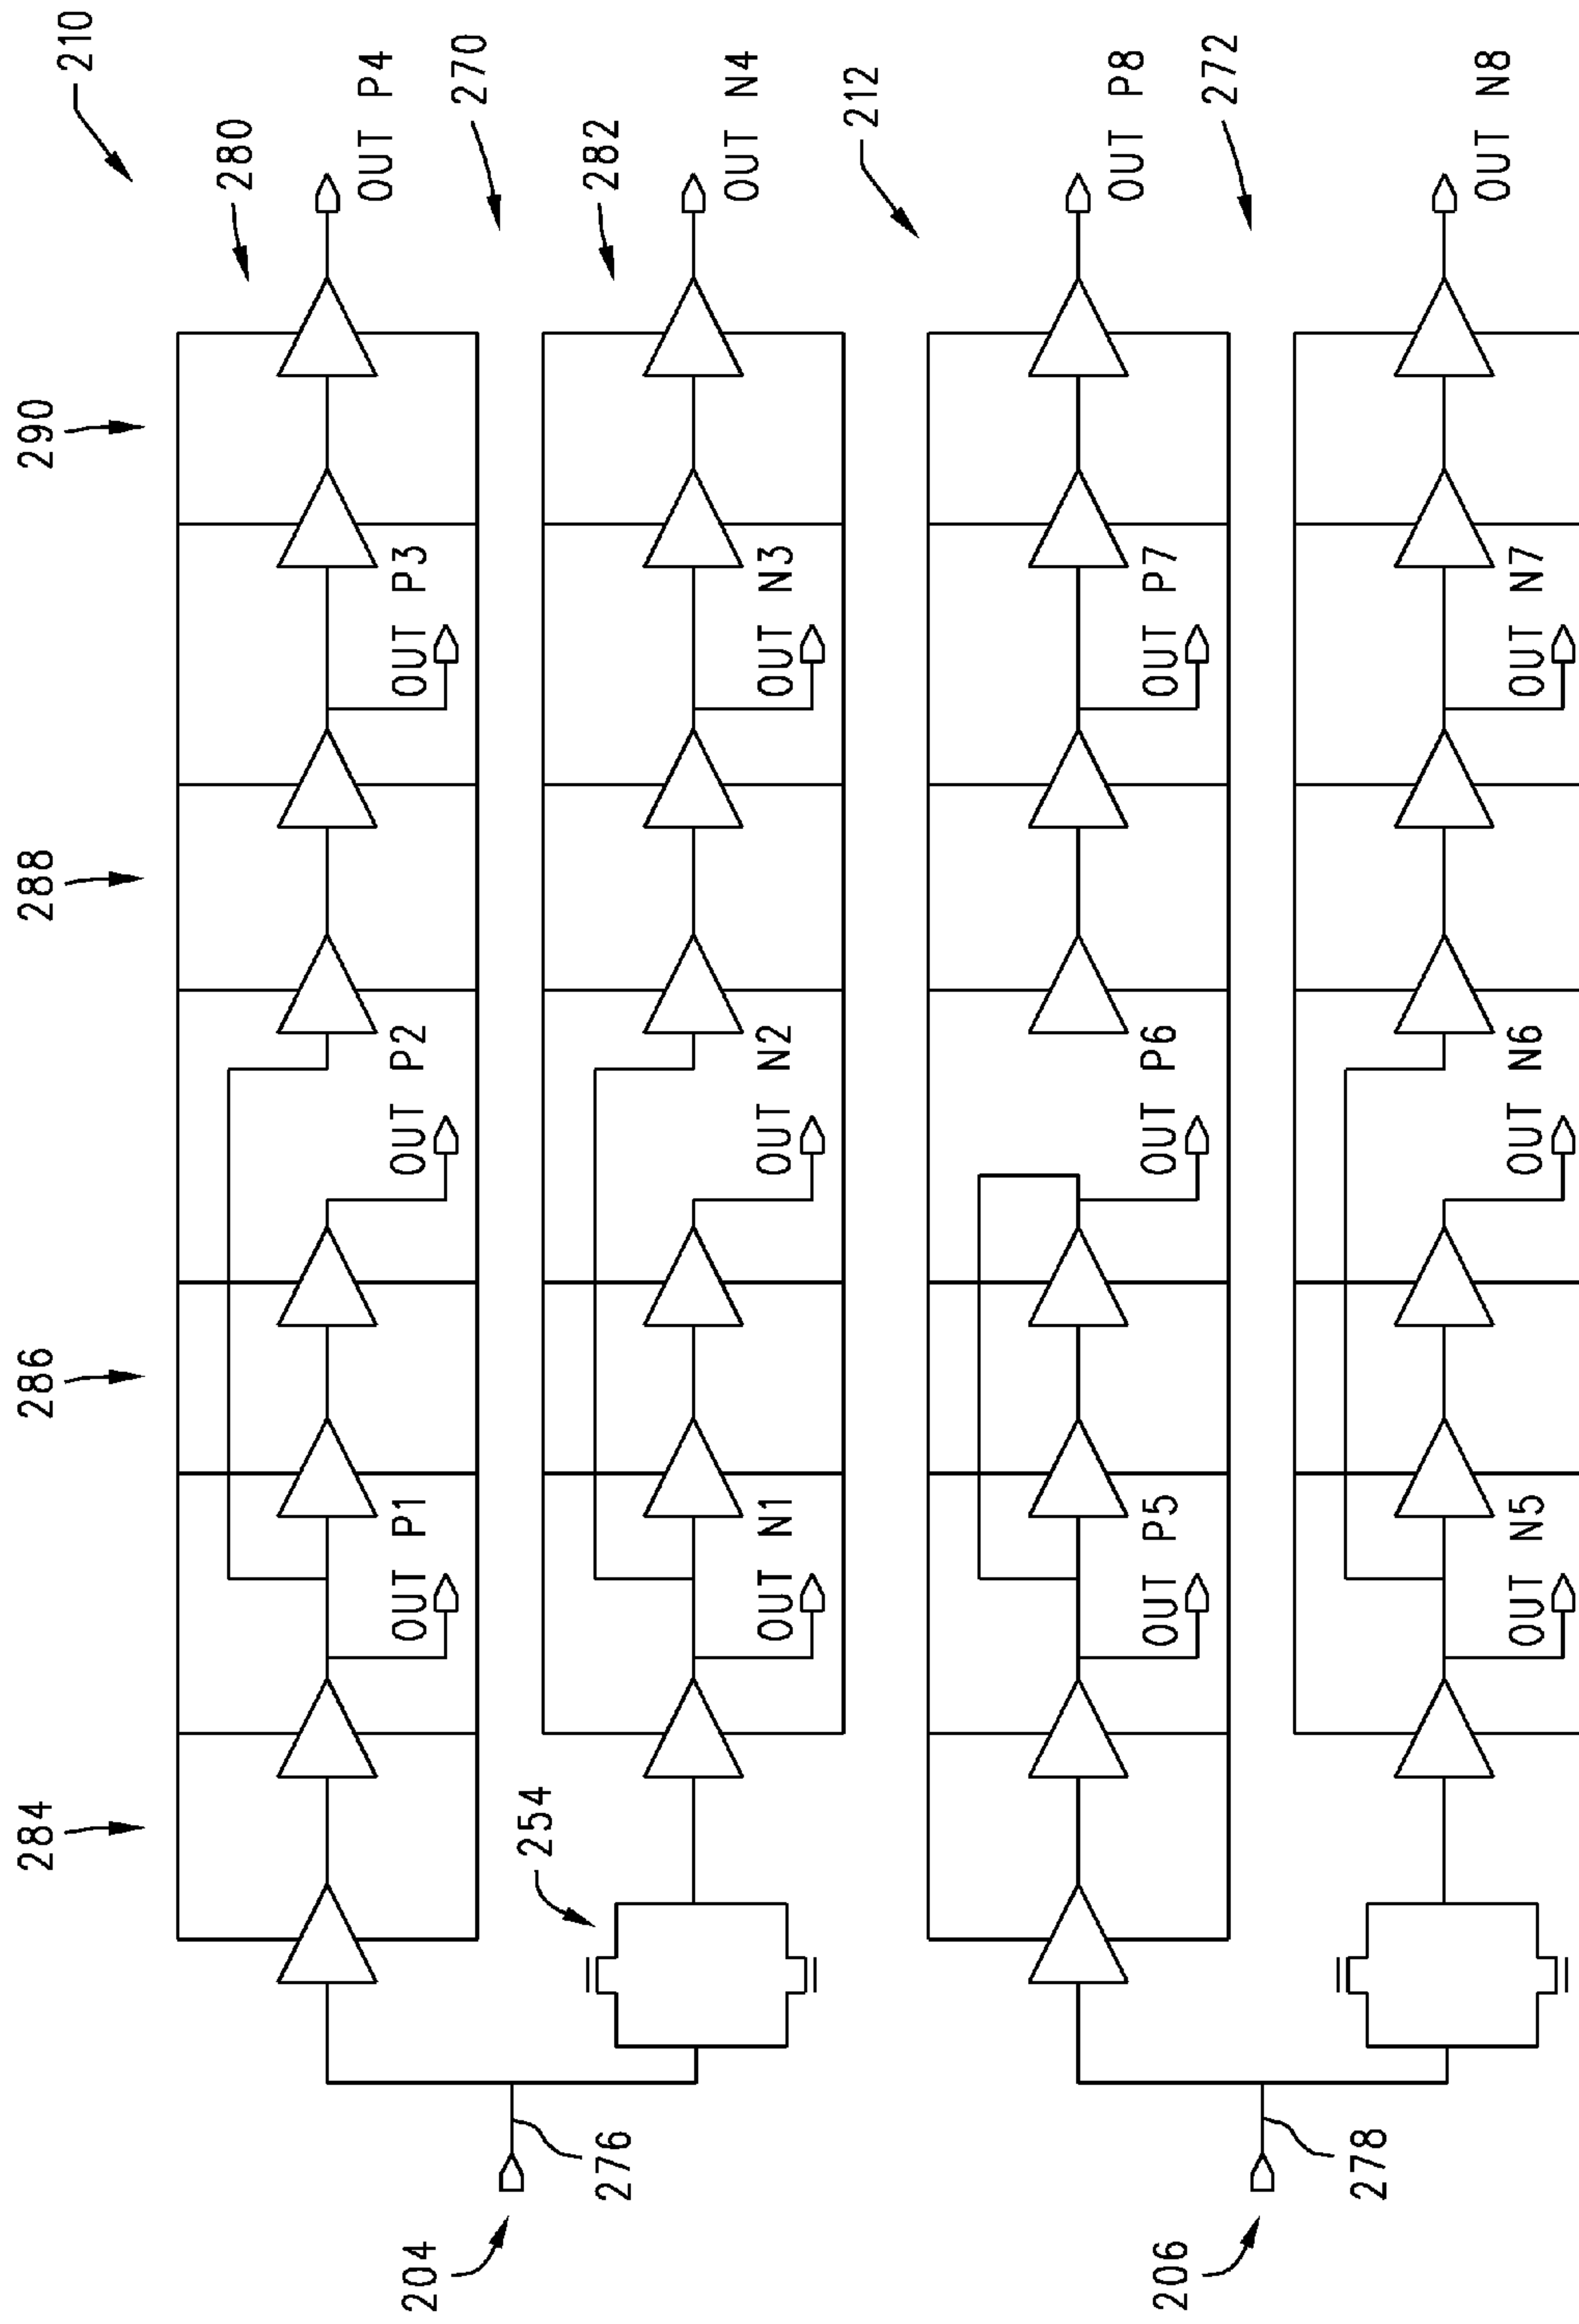 210
280
OUT P4
270
282
OUT N4
212
OUT P8
272
OUT N8
290
288
286
284
OUT P3
OUT P2
OUT P1
OUT N3
OUT N2
OUT N1
254
OUT P7
OUT P6
OUT P5
OUT N7
OUT N6
OUT N5
204
276
206
278